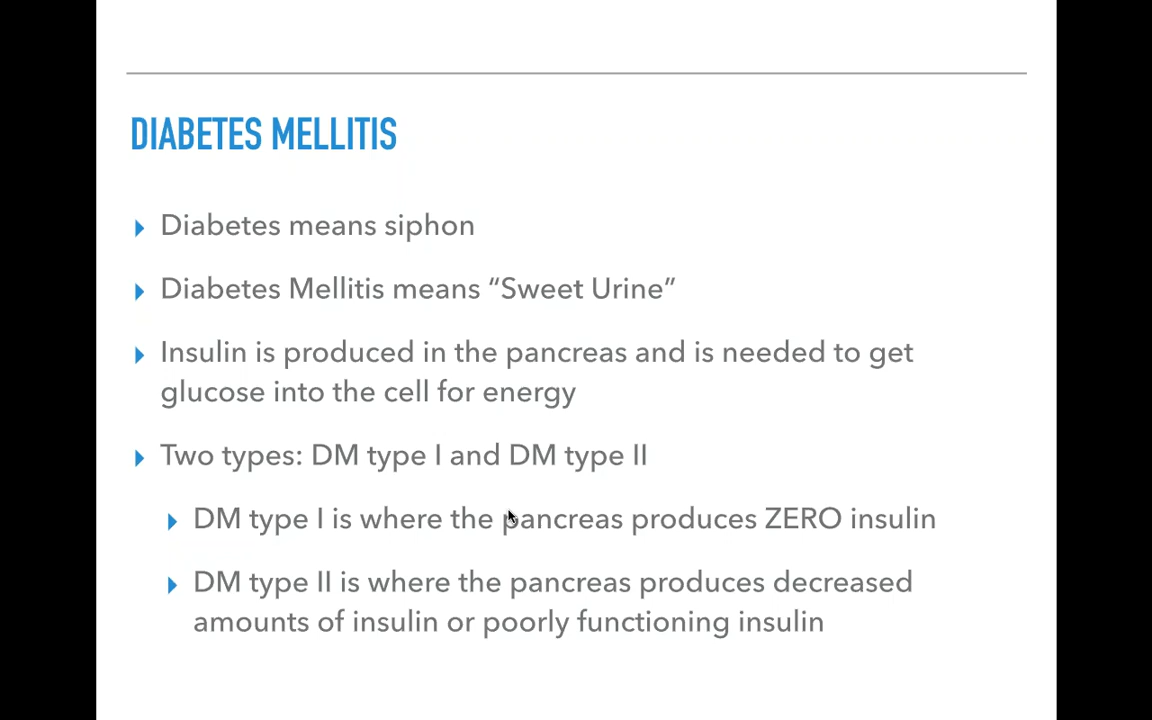 DIABETES MELLITIS
Diabetes means siphon
Diabetes Mellitis means “Sweet Urine”
Insulin is produced in the pancreas and is needed to get
glucose into the cell for energy
Two types: DM type I and DM type II
DM type I is where the pancreas produces ZERO insulin
DM type II is where the pancreas produces decreased
amounts of insulin or poorly functioning insulin